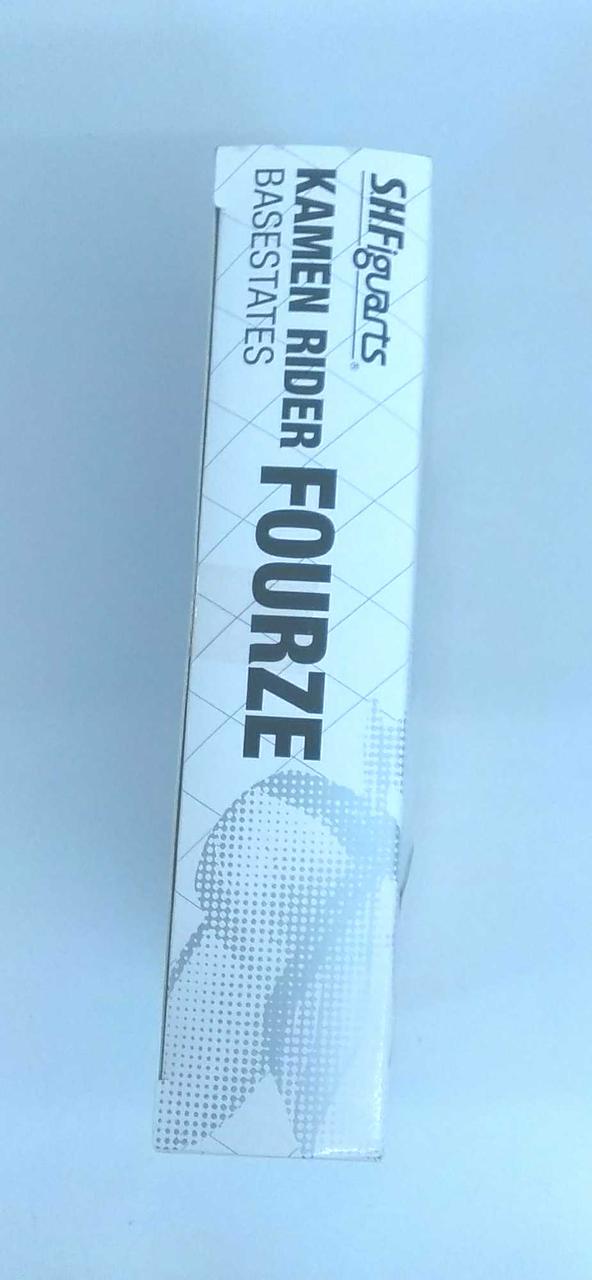 S.H.Figuarts®
KAMEN RIDER FOURZE
BASESTATES